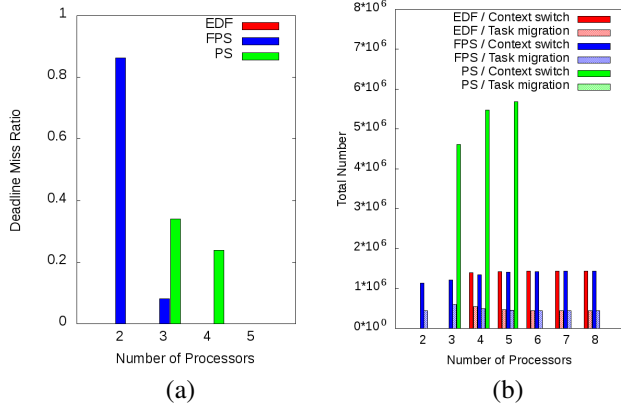 1
0.8
0.6
0.4
0.2
0
Deadline Miss Ratio
EDF
FPS
PS
2 3 4 5
Number of Processors
(a)
8*10^6
7*10^6
6*10^6
5*10^6
4*10^6
3*10^6
2*10^6
1*10^6
0*10^0
Total Number
EDF / Context switch
EDF / Task migration
FPS / Context switch
FPS / Task migration
PS / Context switch
PS / Task migration
2 3 4 5 6 7 8
Number of Processors
(b)